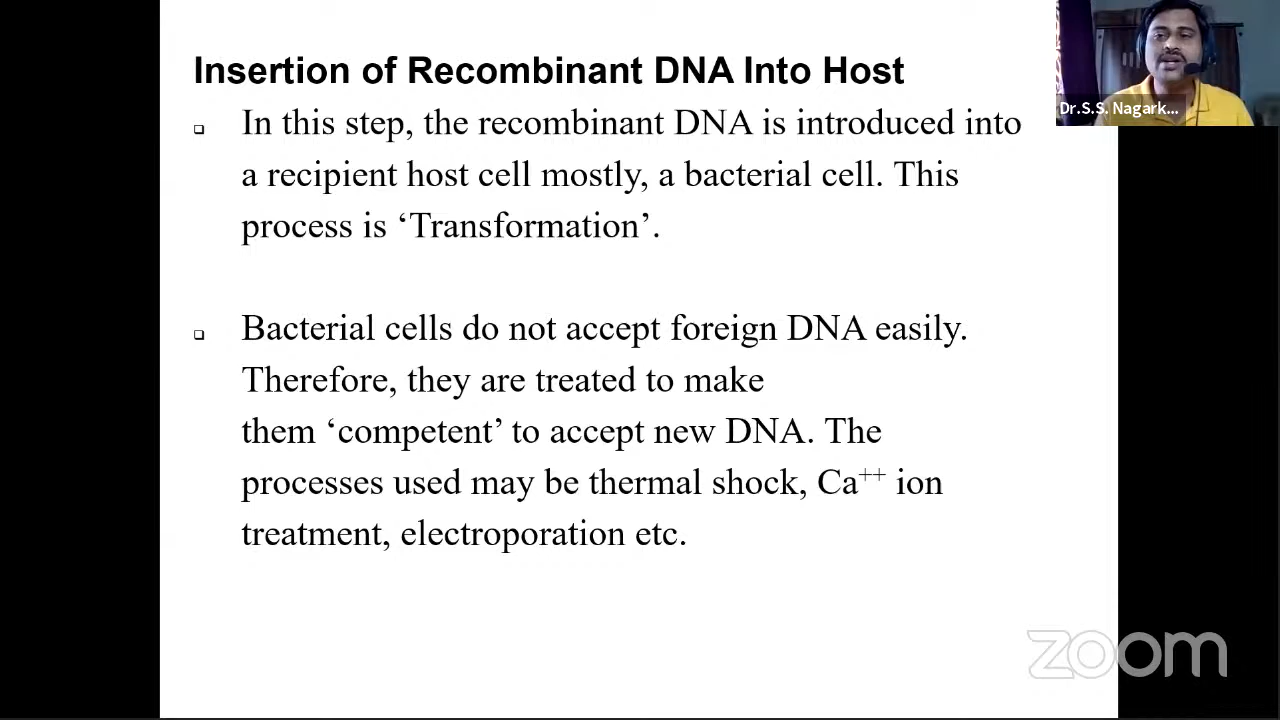 Insertion of Recombinant DNA Into Host
In this step, the recombinant DNA is introduced into
a recipient host cell mostly, a bacterial cell. This
process is ‘Transformation’.
Bacterial cells do not accept foreign DNA easily.
Therefore, they are treated to make
them ‘competent’ to accept new DNA. The
processes used may be thermal shock, Ca⁺⁺ ion
treatment, electroporation etc.
Dr.S.S. Nagark...
zoom